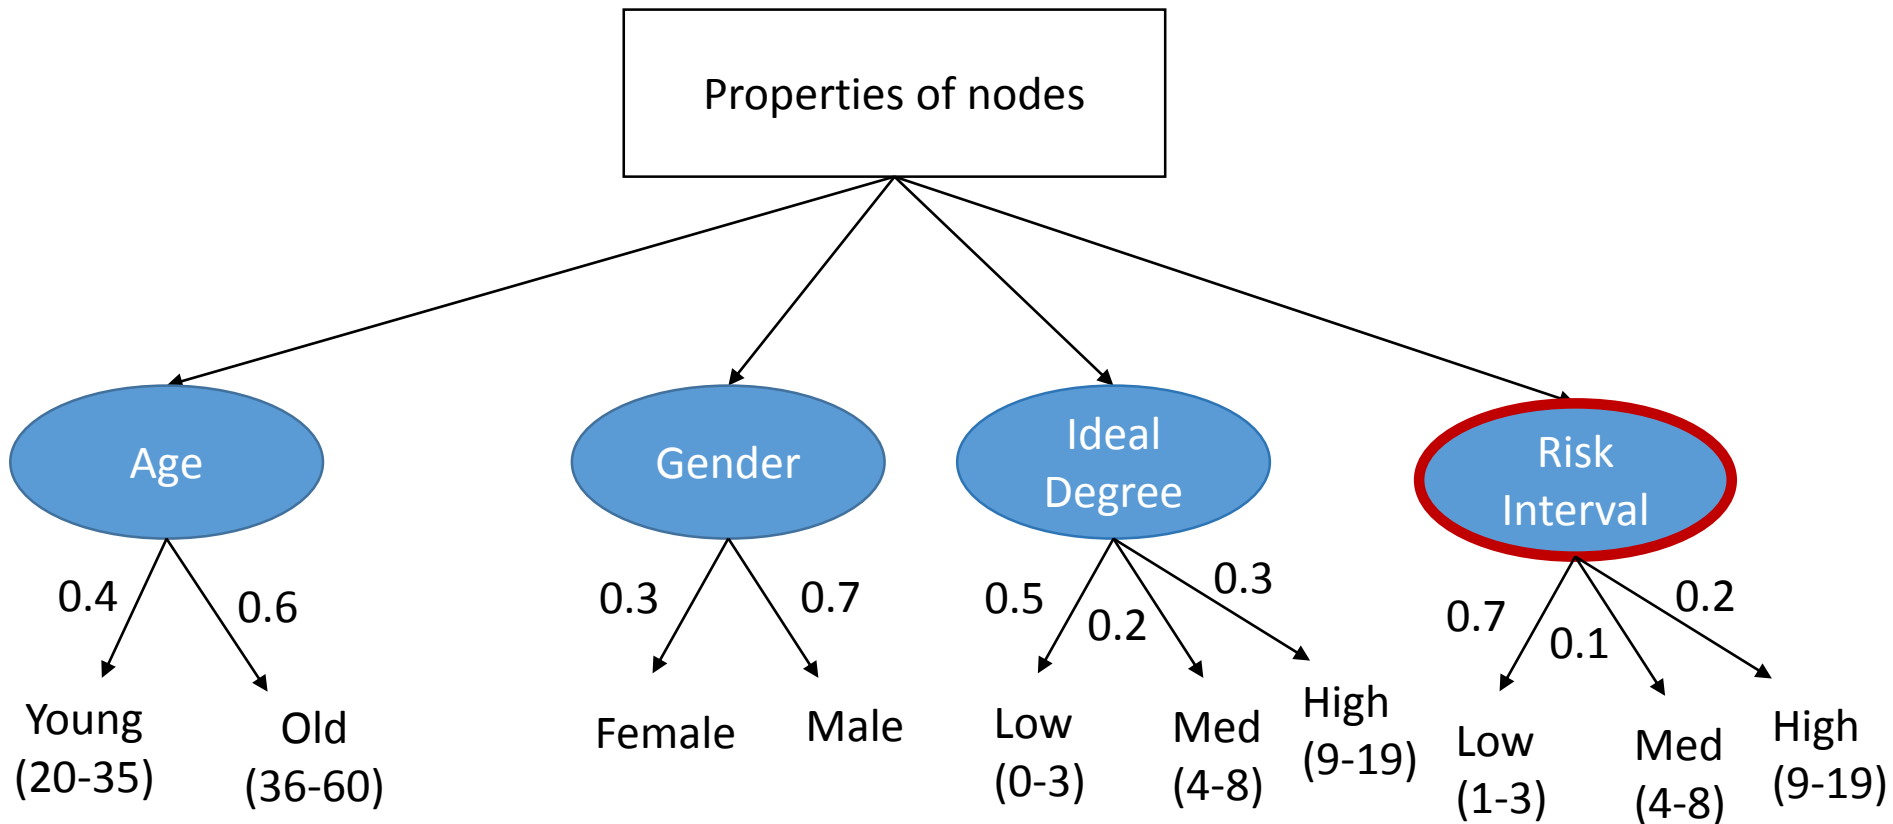 Properties of nodes
Age
Gender
Ideal
Degree
Risk
Interval
0.4
0.6
0.3
0.7
0.5
0.2
0.3
0.7
0.1
0.2
Young
(20-35)
Old
(36-60)
Female
Male
Low
(0-3)
Med
(4-8)
High
(9-19)
Low
(1-3)
Med
(4-8)
High
(9-19)